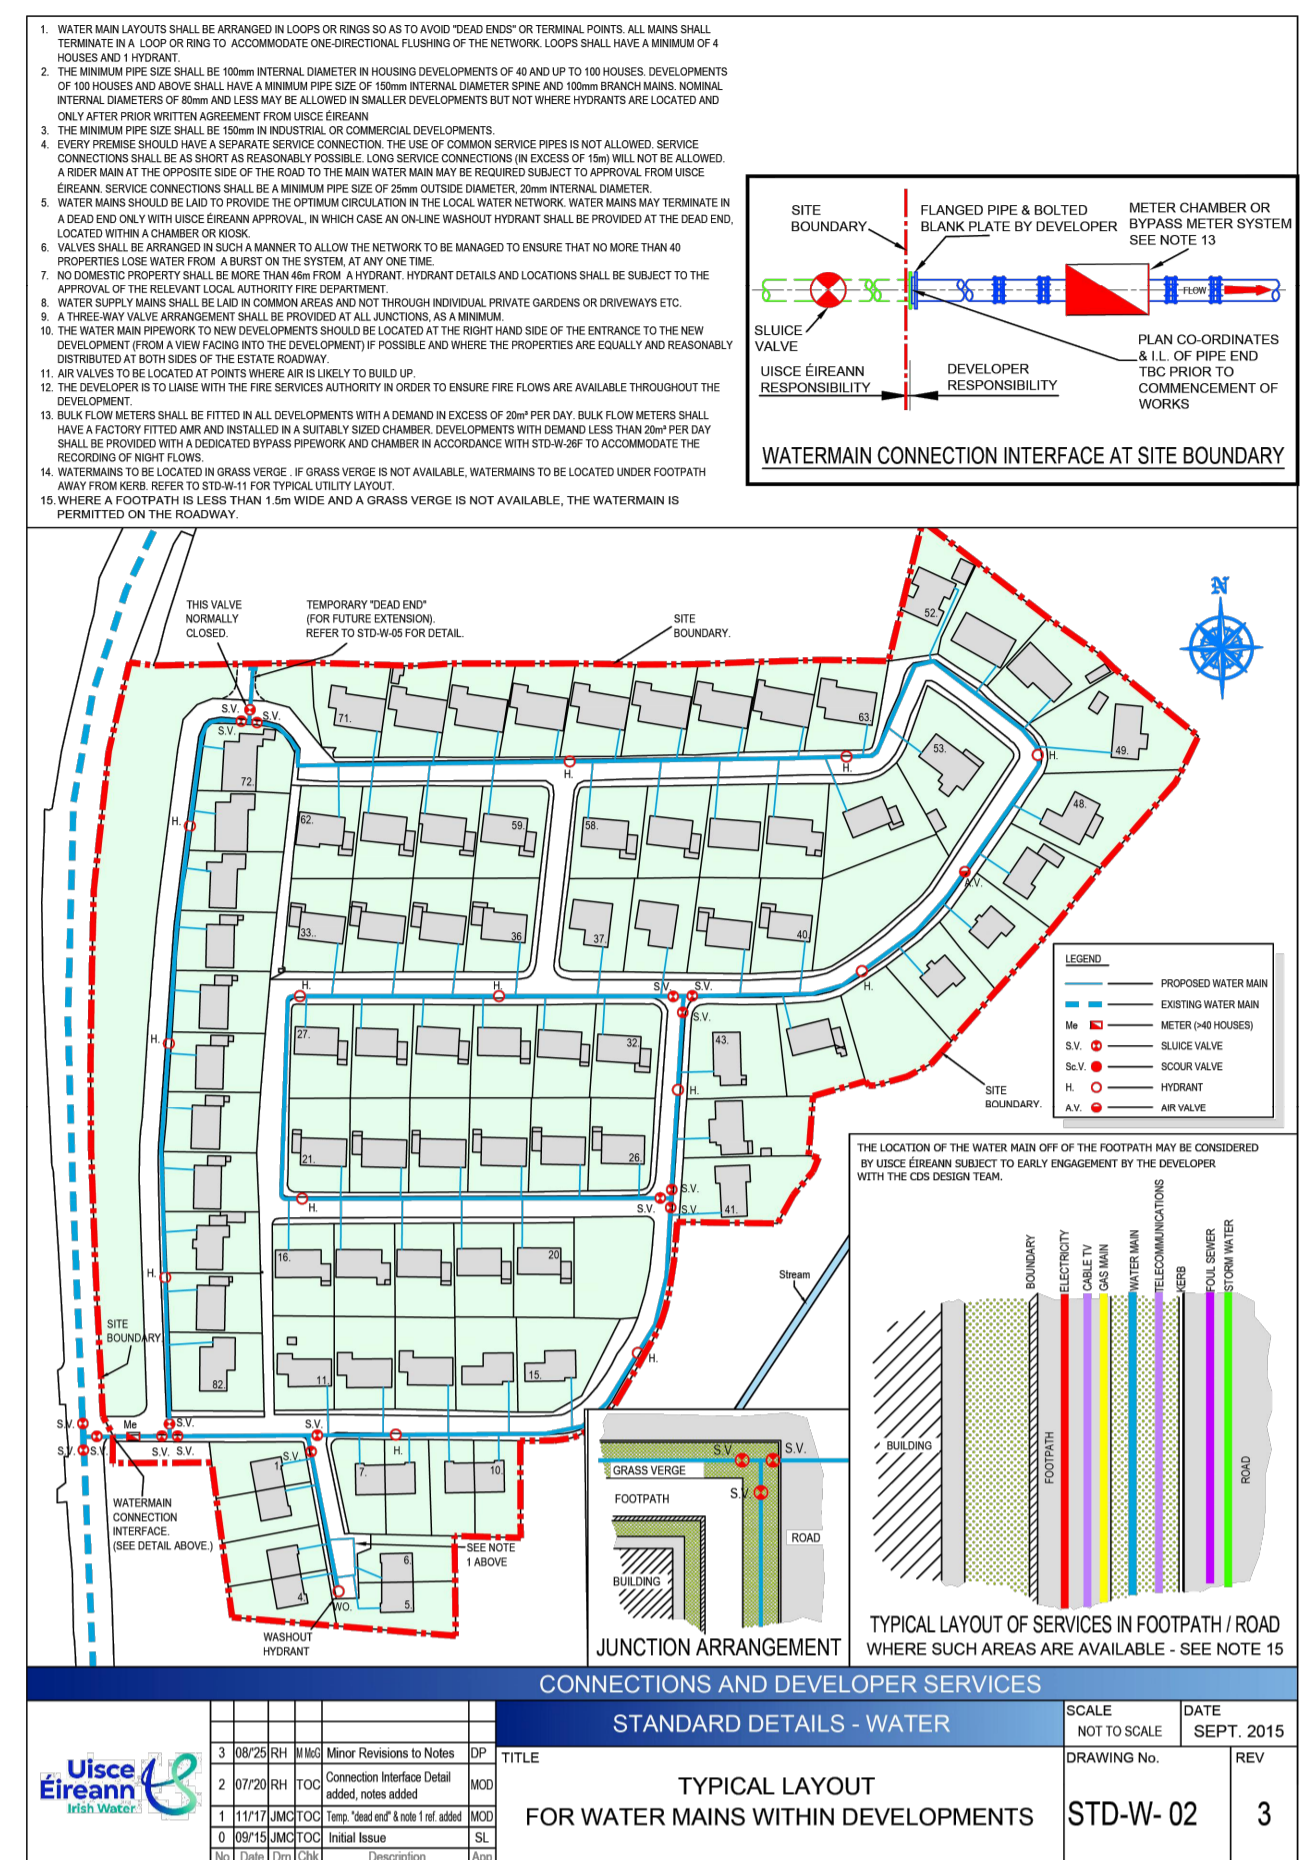 1. WATER MAIN LAYOUTS SHALL BE ARRANGED IN LOOPS OR RINGS SO AS TO AVOID "DEAD ENDS" OR TERMINAL POINTS. ALL MAINS SHALL
TERMINATE IN A LOOP OR RING TO ACCOMMODATE ONE-DIRECTIONAL FLUSHING OF THE NETWORK. LOOPS SHALL HAVE A MINIMUM OF 4
HOUSES AND 1 HYDRANT.
2. THE MINIMUM PIPE SIZE SHALL BE 100mm INTERNAL DIAMETER IN HOUSING DEVELOPMENTS OF 40 AND UP TO 100 HOUSES. DEVELOPMENTS
OF 100 HOUSES AND ABOVE SHALL HAVE A MINIMUM PIPE SIZE OF 150mm INTERNAL DIAMETER SPINE AND 100mm BRANCH MAINS. NOMINAL
INTERNAL DIAMETERS OF 80mm AND LESS MAY BE ALLOWED IN SMALLER DEVELOPMENTS BUT NOT WHERE HYDRANTS ARE LOCATED AND
ONLY AFTER PRIOR WRITTEN AGREEMENT FROM UISCE ÉIREANN
3. THE MINIMUM PIPE SIZE SHALL BE 150mm IN INDUSTRIAL OR COMMERCIAL DEVELOPMENTS.
4. EVERY PREMISE SHOULD HAVE A SEPARATE SERVICE CONNECTION. THE USE OF COMMON SERVICE PIPES IS NOT ALLOWED. SERVICE
CONNECTIONS SHALL BE AS SHORT AS REASONABLY POSSIBLE. LONG SERVICE CONNECTIONS (IN EXCESS OF 15m) WILL NOT BE ALLOWED.
A RIDER MAIN AT THE OPPOSITE SIDE OF THE ROAD TO THE MAIN WATER MAIN MAY BE REQUIRED SUBJECT TO APPROVAL FROM UISCE
ÉIREANN. SERVICE CONNECTIONS SHALL BE A MINIMUM PIPE SIZE OF 25mm OUTSIDE DIAMETER, 20mm INTERNAL DIAMETER.
5. WATER MAINS SHOULD BE LAID TO PROVIDE THE OPTIMUM CIRCULATION IN THE LOCAL WATER NETWORK. WATER MAINS MAY TERMINATE IN
A DEAD END ONLY WITH UISCE ÉIREANN APPROVAL, IN WHICH CASE AN ON-LINE WASHOUT HYDRANT SHALL BE PROVIDED AT THE DEAD END,
LOCATED WITHIN A CHAMBER OR KIOSK.
6. VALVES SHALL BE ARRANGED IN SUCH A MANNER TO ALLOW THE NETWORK TO BE MANAGED TO ENSURE THAT NO MORE THAN 40
PROPERTIES LOSE WATER FROM A BURST ON THE SYSTEM, AT ANY ONE TIME.
7. NO DOMESTIC PROPERTY SHALL BE MORE THAN 46m FROM A HYDRANT. HYDRANT DETAILS AND LOCATIONS SHALL BE SUBJECT TO THE
APPROVAL OF THE RELEVANT LOCAL AUTHORITY FIRE DEPARTMENT.
8. WATER SUPPLY MAINS SHALL BE LAID IN COMMON AREAS AND NOT THROUGH INDIVIDUAL PRIVATE GARDENS OR DRIVEWAYS ETC.
9. A THREE-WAY VALVE ARRANGEMENT SHALL BE PROVIDED AT ALL JUNCTIONS, AS A MINIMUM.
10. THE WATER MAIN PIPEWORK TO NEW DEVELOPMENTS SHOULD BE LOCATED AT THE RIGHT HAND SIDE OF THE ENTRANCE TO THE NEW
DEVELOPMENT (FROM A VIEW FACING INTO THE DEVELOPMENT) IF POSSIBLE AND WHERE THE PROPERTIES ARE EQUALLY AND REASONABLY
DISTRIBUTED AT BOTH SIDES OF THE ESTATE ROADWAY.
11. AIR VALVES TO BE LOCATED AT POINTS WHERE AIR IS LIKELY TO BUILD UP.
12. THE DEVELOPER IS TO LIAISE WITH THE FIRE SERVICES AUTHORITY IN ORDER TO ENSURE FIRE FLOWS ARE AVAILABLE THROUGHOUT THE
DEVELOPMENT.
13. BULK FLOW METERS SHALL BE FITTED IN ALL DEVELOPMENTS WITH A DEMAND IN EXCESS OF 20m³ PER DAY. BULK FLOW METERS SHALL
HAVE A FACTORY FITTED AMR AND INSTALLED IN A SUITABLY SIZED CHAMBER. DEVELOPMENTS WITH DEMAND LESS THAN 20m³ PER DAY
SHALL BE PROVIDED WITH A DEDICATED BYPASS PIPEWORK AND CHAMBER IN ACCORDANCE WITH STD-W-26F TO ACCOMMODATE THE
RECORDING OF NIGHT FLOWS.
14. WATERMAINS TO BE LOCATED IN GRASS VERGE . IF GRASS VERGE IS NOT AVAILABLE, WATERMAINS TO BE LOCATED UNDER FOOTPATH
AWAY FROM KERB. REFER TO STD-W-11 FOR TYPICAL UTILITY LAYOUT.
15. WHERE A FOOTPATH IS LESS THAN 1.5m WIDE AND A GRASS VERGE IS NOT AVAILABLE, THE WATERMAIN IS
PERMITTED ON THE ROADWAY.
SITE
BOUNDARY
FLANGED PIPE & BOLTED
BLANK PLATE BY DEVELOPER
METER CHAMBER OR
BYPASS METER SYSTEM
SEE NOTE 13
FLOW
SLUICE
VALVE
UISCE ÉIREANN
RESPONSIBILITY
DEVELOPER
RESPONSIBILITY
PLAN CO-ORDINATES
& I.L. OF PIPE END
TBC PRIOR TO
COMMENCEMENT OF
WORKS
WATERMAIN CONNECTION INTERFACE AT SITE BOUNDARY
THIS VALVE
NORMALLY
CLOSED.
TEMPORARY "DEAD END"
(FOR FUTURE EXTENSION).
REFER TO STD-W-05 FOR DETAIL.
SITE
BOUNDARY.
N
52.
S.V.
S.V.
S.V.
71.
63.
53.
49.
H.
H.
H.
72.
48.
H.
62.
59.
58.
A.V.
33..
36
37.
40.
H.
H.
H.
S.V.
S.V.
S.V.
27.
32.
43.
H.
H.
SITE
BOUNDARY.
21.
26.
S.V.
S.V.
S.V
41.
H.
16.
20
H.
Stream
SITE
BOUNDARY.
82.
11.
15.
H.
S.V.
S.V.
S.V.
Me
S.V.
S.V.
S.V.
S.V.
S.V.
H.
1.
7.
10.
WATERMAIN
CONNECTION
INTERFACE.
(SEE DETAIL ABOVE.)
SEE NOTE
1 ABOVE
6.
5.
4.
WO.
WASHOUT
HYDRANT
LEGEND
PROPOSED WATER MAIN
EXISTING WATER MAIN
Me METER (>40 HOUSES)
S.V. SLUICE VALVE
Sc.V. SCOUR VALVE
H. HYDRANT
A.V. AIR VALVE
THE LOCATION OF THE WATER MAIN OFF OF THE FOOTPATH MAY BE CONSIDERED
BY UISCE ÉIREANN SUBJECT TO EARLY ENGAGEMENT BY THE DEVELOPER
WITH THE CDS DESIGN TEAM.
BOUNDARY
ELECTRICITY
CABLE TV
GAS MAIN
WATER MAIN
TELECOMMUNICATIONS
KERB
FOUL SEWER
STORM WATER
BUILDING
FOOTPATH
ROAD
TYPICAL LAYOUT OF SERVICES IN FOOTPATH / ROAD
WHERE SUCH AREAS ARE AVAILABLE - SEE NOTE 15
S.V.
S.V.
S.V.
GRASS VERGE
FOOTPATH
ROAD
BUILDING
JUNCTION ARRANGEMENT
CONNECTIONS AND DEVELOPER SERVICES
STANDARD DETAILS - WATER
SCALE
NOT TO SCALE
DATE
SEPT. 2015
Uisce
Éireann
Irish Water
3 08/'25 RH M McG Minor Revisions to Notes DP
2 07/'20 RH TOC Connection Interface Detail added, notes added MOD
1 11/'17 JMC TOC Temp. "dead end" & note 1 ref. added MOD
0 09/'15 JMC TOC Initial Issue SL
No Date Drn Chk Description App
TITLE
TYPICAL LAYOUT
FOR WATER MAINS WITHIN DEVELOPMENTS
DRAWING No.
STD-W- 02
REV
3